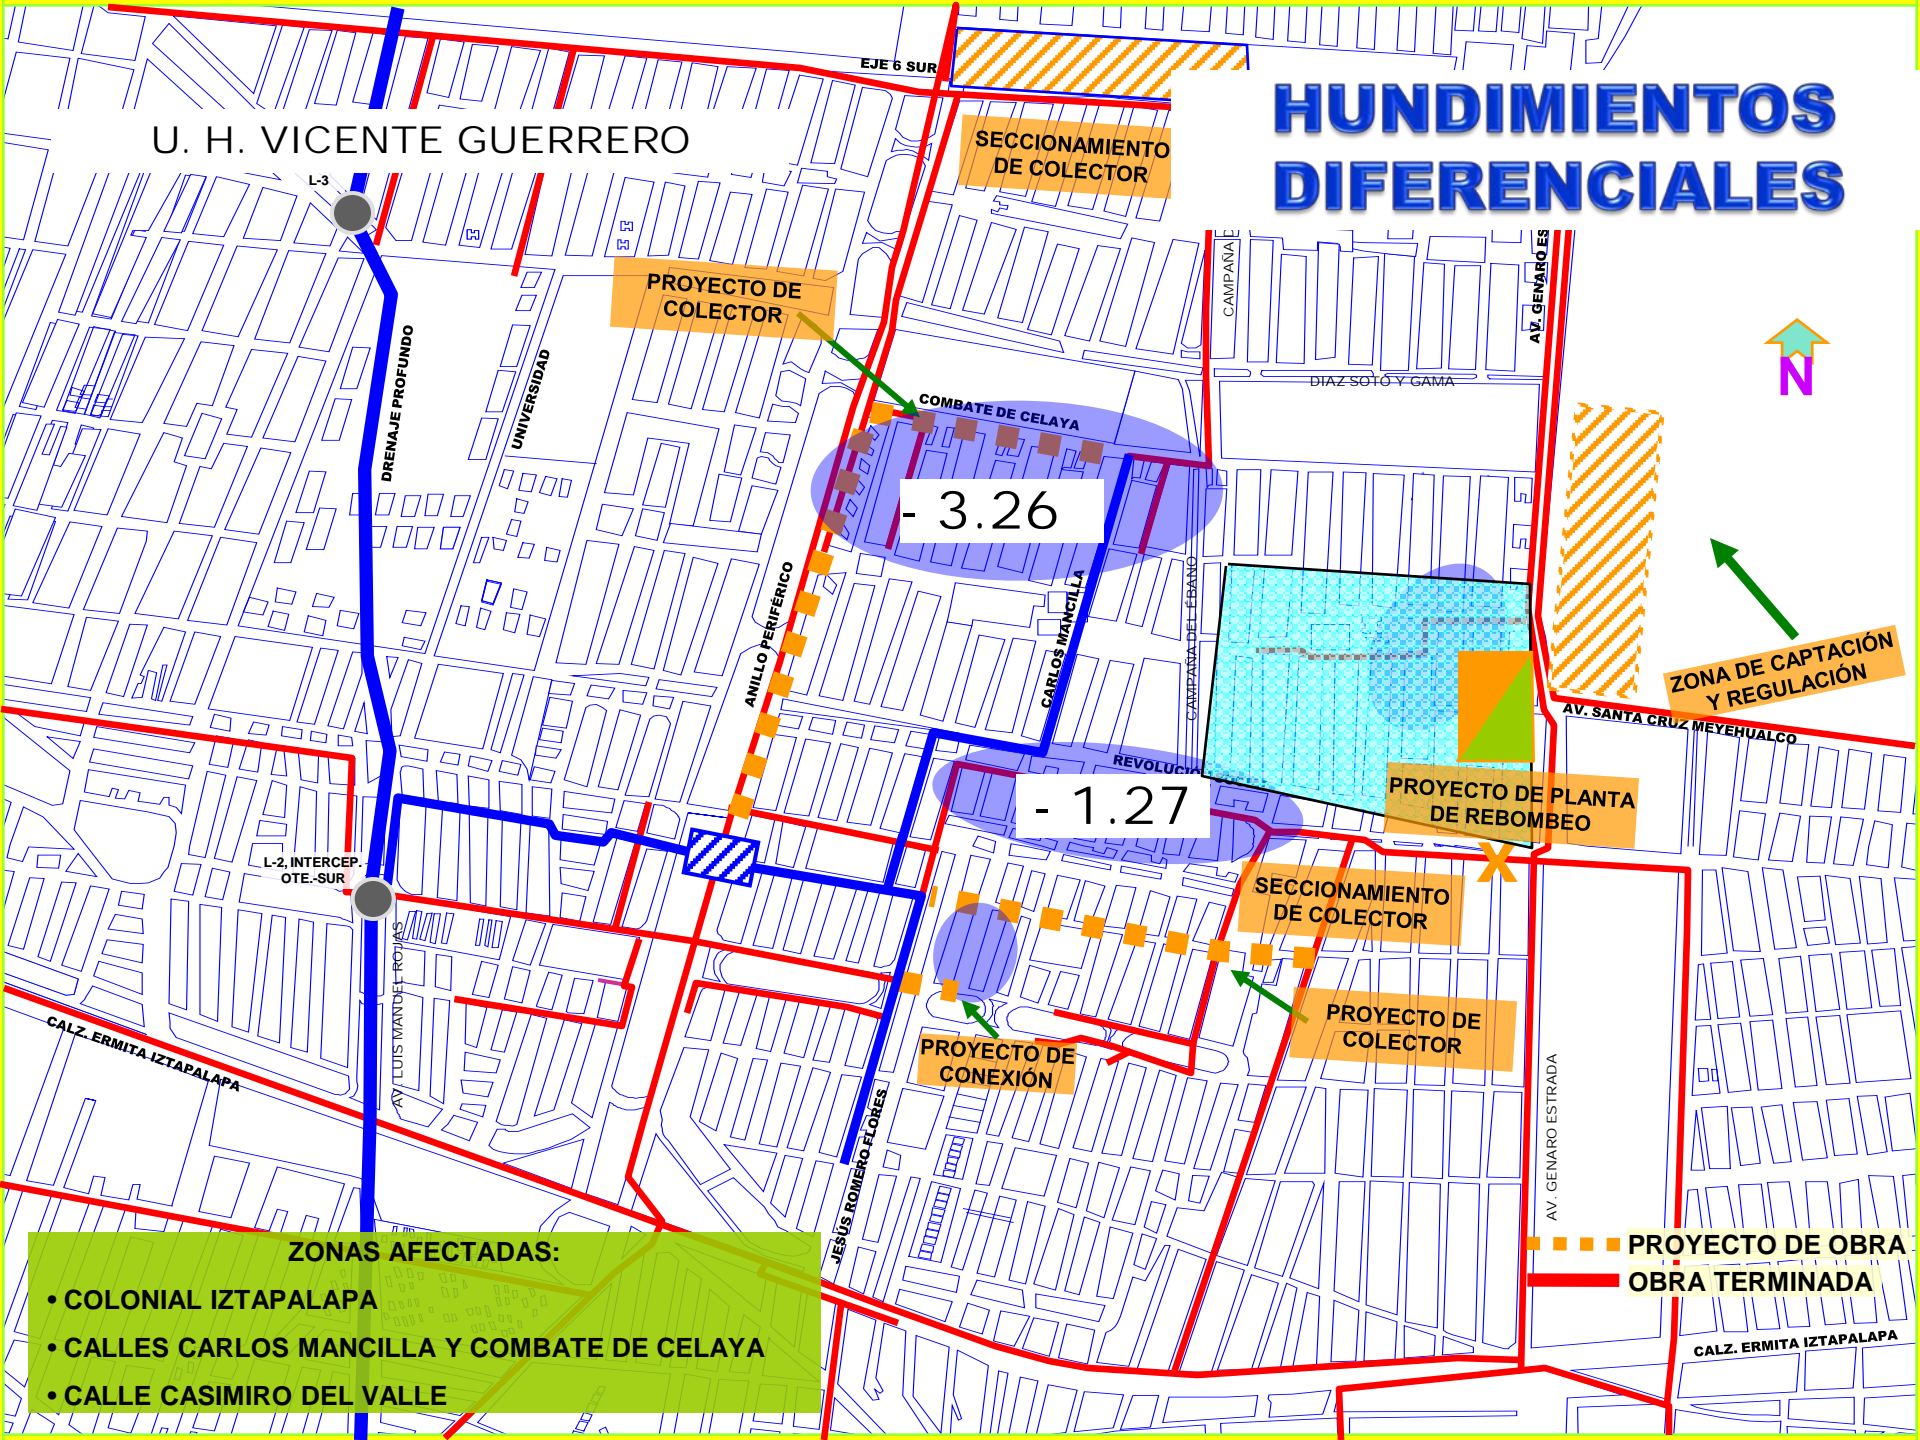 EJE 6 SUR
HUNDIMIENTOS
DIFERENCIALES
U. H. VICENTE GUERRERO
SECCIONAMIENTO
DE COLECTOR
L-3
PROYECTO DE
COLECTOR
CAMPAÑA D
AV. GENARO ES
N
DRENAJE PROFUNDO
UNIVERSIDAD
DIAZ SOTO Y GAMA
COMBATE DE CELAYA
- 3.26
ANILLO PERIFÉRICO
CARLOS MANCILLA
CAMPAÑA DEL ÉBANO
ZONA DE CAPTACIÓN
Y REGULACIÓN
AV. SANTA CRUZ MEYEHUALCO
REVOLUCIO
- 1.27
PROYECTO DE PLANTA
DE REBOMBEO
X
L-2, INTERCEP.
OTE.-SUR
SECCIONAMIENTO
DE COLECTOR
AV. LUIS MANUEL ROJAS
PROYECTO DE
COLECTOR
PROYECTO DE
CONEXIÓN
CALZ. ERMITA IZTAPALAPA
JESÚS ROMERO FLORES
AV. GENARO ESTRADA
ZONAS AFECTADAS:
• COLONIAL IZTAPALAPA
• CALLES CARLOS MANCILLA Y COMBATE DE CELAYA
• CALLE CASIMIRO DEL VALLE
PROYECTO DE OBRA
OBRA TERMINADA
CALZ. ERMITA IZTAPALAPA